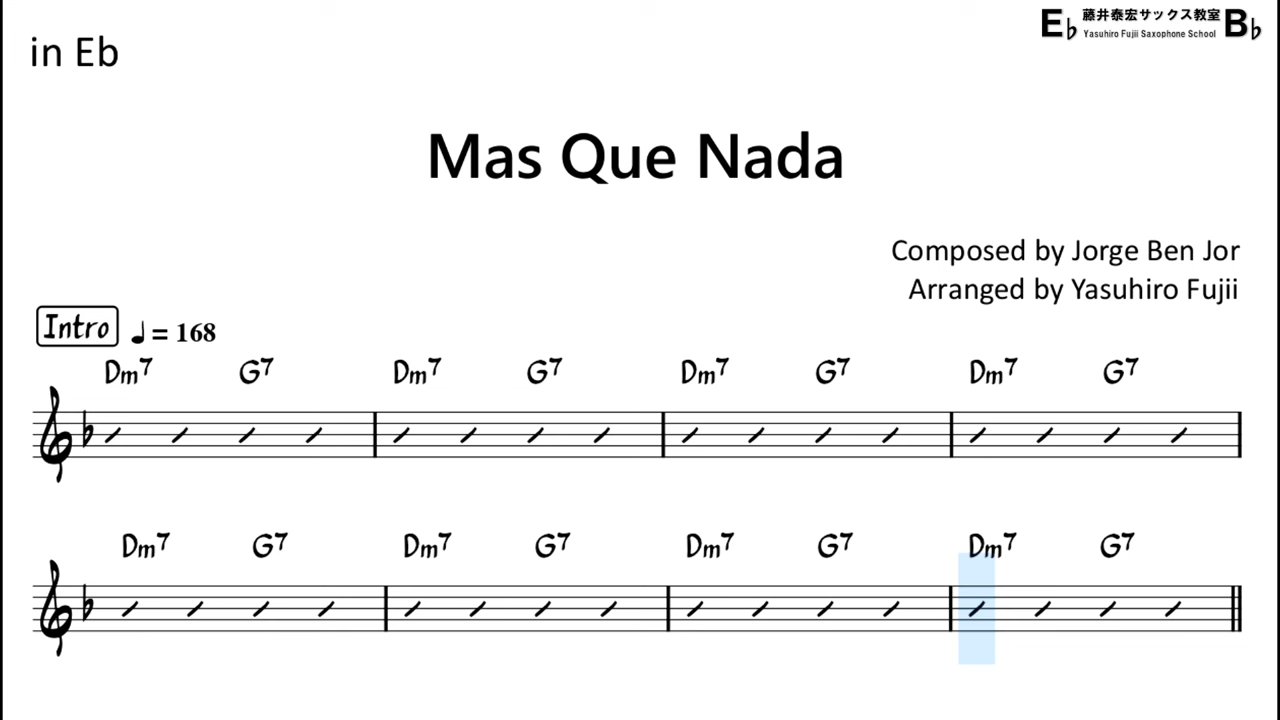 in Eb
E♭ 藤井泰宏サックス教室 B♭
Yasuhiro Fujii Saxophone School
Mas Que Nada
Composed by Jorge Ben Jor
Arranged by Yasuhiro Fujii
Intro ♩ = 168
Dm7 G7 Dm7 G7 Dm7 G7 Dm7 G7
Dm7 G7 Dm7 G7 Dm7 G7 Dm7 G7